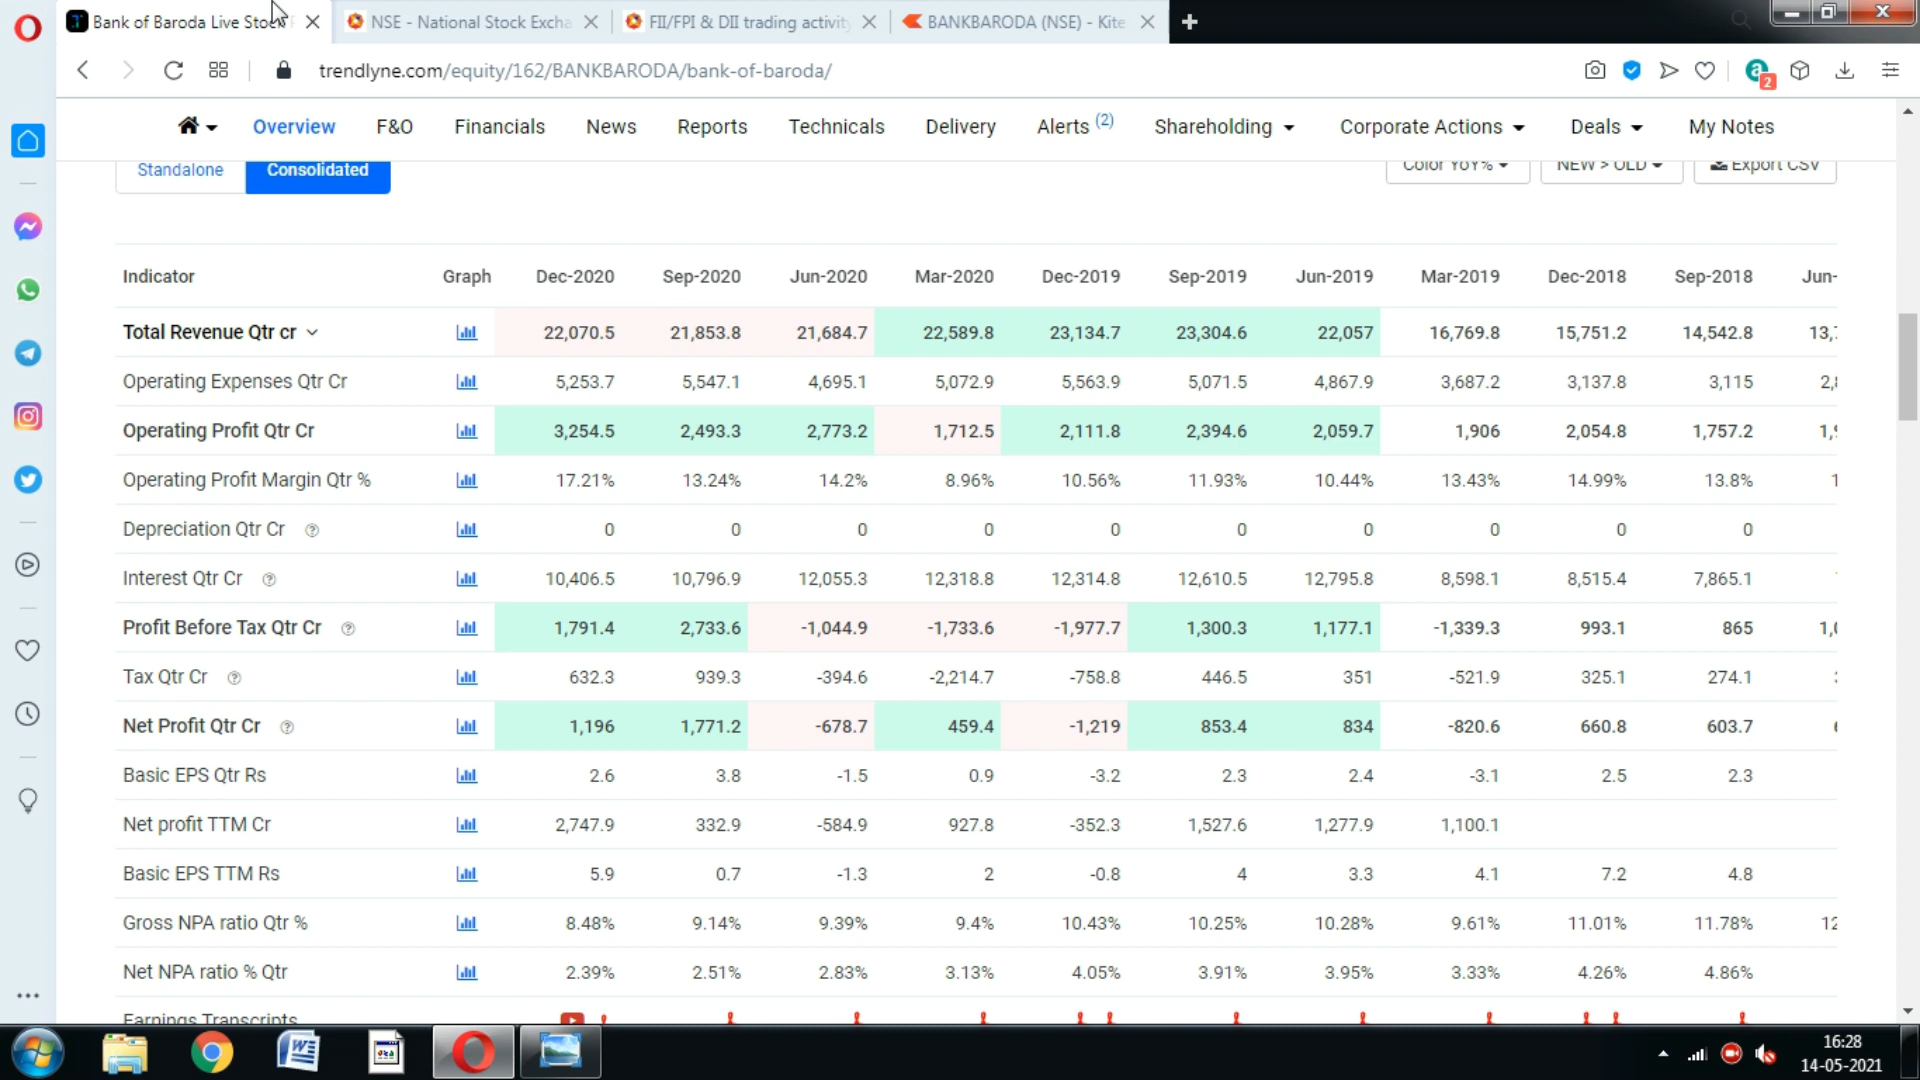 Bank of Baroda Live Stock
NSE - National Stock Excha
FII/FPI & DII trading activity
BANKBARODA (NSE) - Kite
trendlyne.com/equity/162/BANKBARODA/bank-of-baroda/
2
Overview F&O Financials News Reports Technicals Delivery Alerts (2) Shareholding Corporate Actions Deals My Notes
Standalone Consolidated Color YoY% NEW > OLD Export CSV
Indicator Graph Dec-2020 Sep-2020 Jun-2020 Mar-2020 Dec-2019 Sep-2019 Jun-2019 Mar-2019 Dec-2018 Sep-2018 Jun-
Total Revenue Qtr cr 22,070.5 21,853.8 21,684.7 22,589.8 23,134.7 23,304.6 22,057 16,769.8 15,751.2 14,542.8 13,
Operating Expenses Qtr Cr 5,253.7 5,547.1 4,695.1 5,072.9 5,563.9 5,071.5 4,867.9 3,687.2 3,137.8 3,115 2,
Operating Profit Qtr Cr 3,254.5 2,493.3 2,773.2 1,712.5 2,111.8 2,394.6 2,059.7 1,906 2,054.8 1,757.2 1,
Operating Profit Margin Qtr % 17.21% 13.24% 14.2% 8.96% 10.56% 11.93% 10.44% 13.43% 14.99% 13.8% 1
Depreciation Qtr Cr 0 0 0 0 0 0 0 0 0 0
Interest Qtr Cr 10,406.5 10,796.9 12,055.3 12,318.8 12,314.8 12,610.5 12,795.8 8,598.1 8,515.4 7,865.1
Profit Before Tax Qtr Cr 1,791.4 2,733.6 -1,044.9 -1,733.6 -1,977.7 1,300.3 1,177.1 -1,339.3 993.1 865 1,
Tax Qtr Cr 632.3 939.3 -394.6 -2,214.7 -758.8 446.5 351 -521.9 325.1 274.1
Net Profit Qtr Cr 1,196 1,771.2 -678.7 459.4 -1,219 853.4 834 -820.6 660.8 603.7
Basic EPS Qtr Rs 2.6 3.8 -1.5 0.9 -3.2 2.3 2.4 -3.1 2.5 2.3
Net profit TTM Cr 2,747.9 332.9 -584.9 927.8 -352.3 1,527.6 1,277.9 1,100.1
Basic EPS TTM Rs 5.9 0.7 -1.3 2 -0.8 4 3.3 4.1 7.2 4.8
Gross NPA ratio Qtr % 8.48% 9.14% 9.39% 9.4% 10.43% 10.25% 10.28% 9.61% 11.01% 11.78% 12
Net NPA ratio % Qtr 2.39% 2.51% 2.83% 3.13% 4.05% 3.91% 3.95% 3.33% 4.26% 4.86%
Earnings Transcripts
16:28
14-05-2021